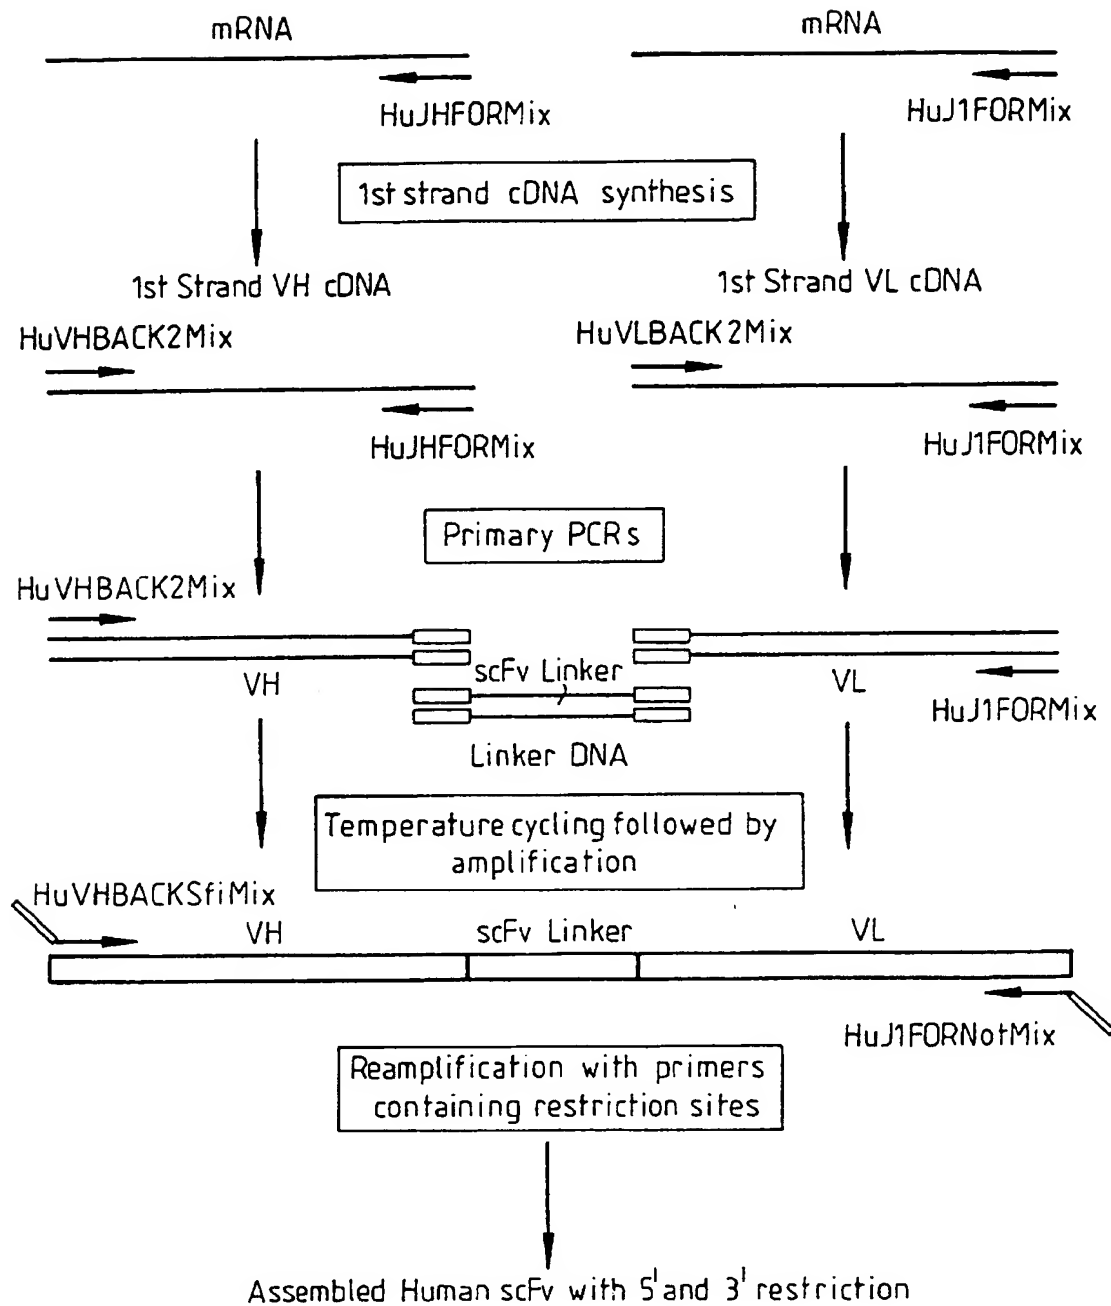 mRNA
mRNA
HuJHFORMix
HuJ1FORMix
1st strand cDNA synthesis
1st Strand VH cDNA
1st Strand VL cDNA
HuVHBACK2Mix
HuVLBACK2Mix
HuJHFORMix
HuJ1FORMix
Primary PCRs
HuVHBACK2Mix
scFv Linker
VH
VL
HuJ1FORMix
Linker DNA
Temperature cycling followed by
amplification
HuVHBACKSfiMix
VH
scFv Linker
VL
HuJ1FORNotMix
Reamplification with primers
containing restriction sites
Assembled Human scFv with 5' and 3' restriction